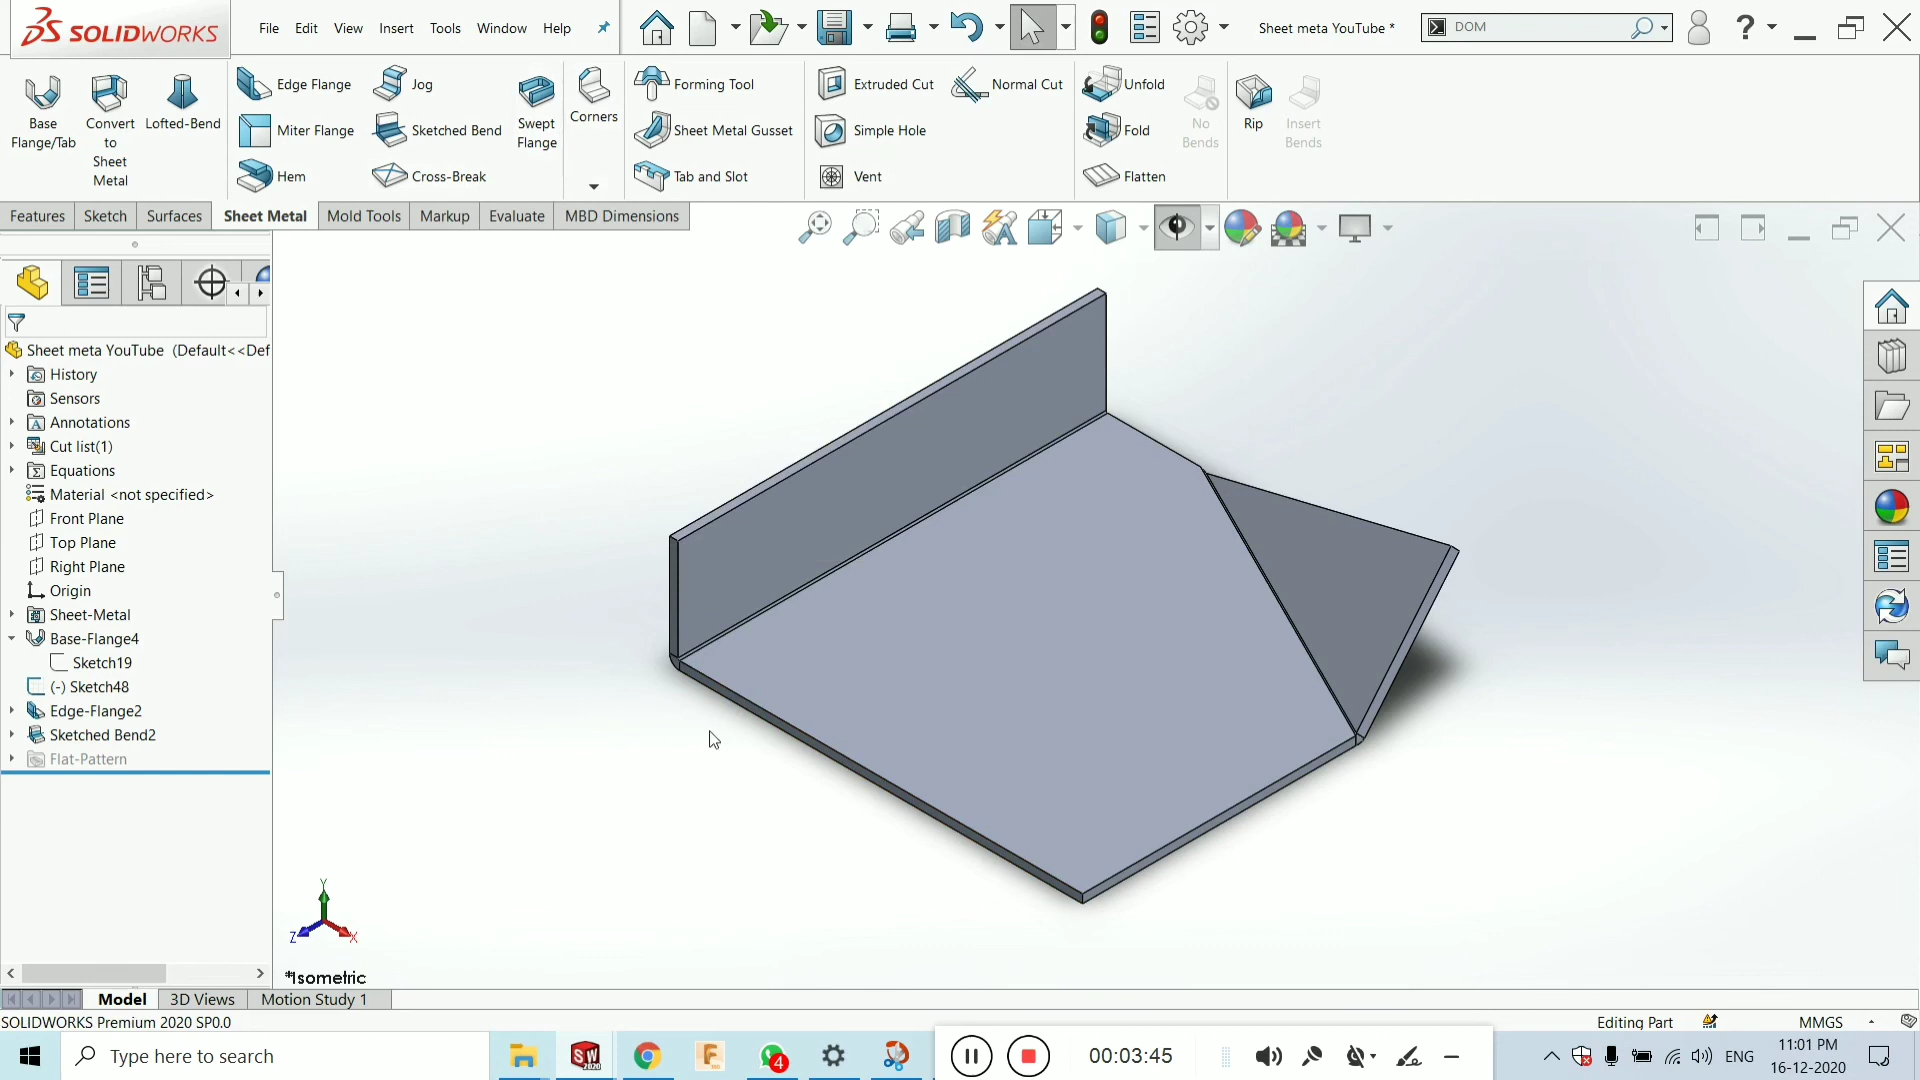 SOLIDWORKS
File Edit View Insert Tools Window Help
Sheet meta YouTube *
DOM
Base Flange/Tab
Convert to Sheet Metal
Lofted-Bend
Edge Flange
Miter Flange
Hem
Jog
Sketched Bend
Cross-Break
Swept Flange
Corners
Forming Tool
Sheet Metal Gusset
Tab and Slot
Extruded Cut
Simple Hole
Vent
Normal Cut
Unfold
Fold
Flatten
No Bends
Rip
Insert Bends
Features Sketch Surfaces Sheet Metal Mold Tools Markup Evaluate MBD Dimensions
Sheet meta YouTube (Default<<Def
History
Sensors
Annotations
Cut list(1)
Equations
Material <not specified>
Front Plane
Top Plane
Right Plane
Origin
Sheet-Metal
Base-Flange4
Sketch19
(-) Sketch48
Edge-Flange2
Sketched Bend2
Flat-Pattern
Y
Z X
*Isometric
Model 3D Views Motion Study 1
SOLIDWORKS Premium 2020 SP0.0
Editing Part MMGS
Type here to search
SW 2020
F
4
00:03:45
ENG
11:01 PM
16-12-2020